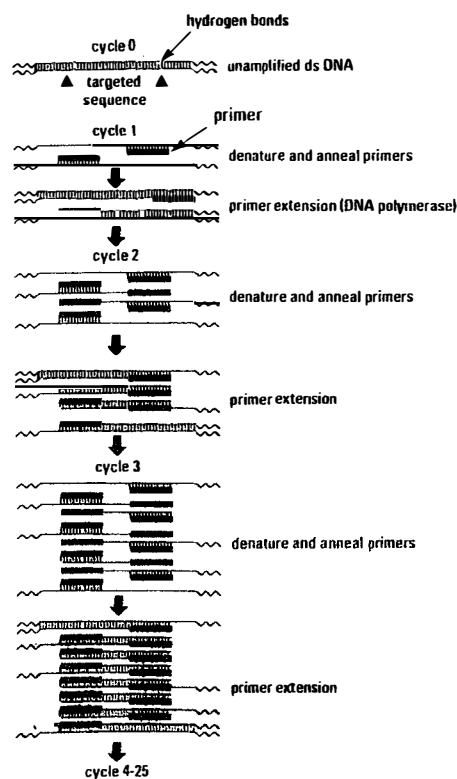 hydrogen bonds
cycle 0
unamplified ds DNA
targeted
sequence
cycle 1
primer
denature and anneal primers
primer extension (DNA polymerase)
cycle 2
denature and anneal primers
primer extension
cycle 3
denature and anneal primers
primer extension
cycle 4-25